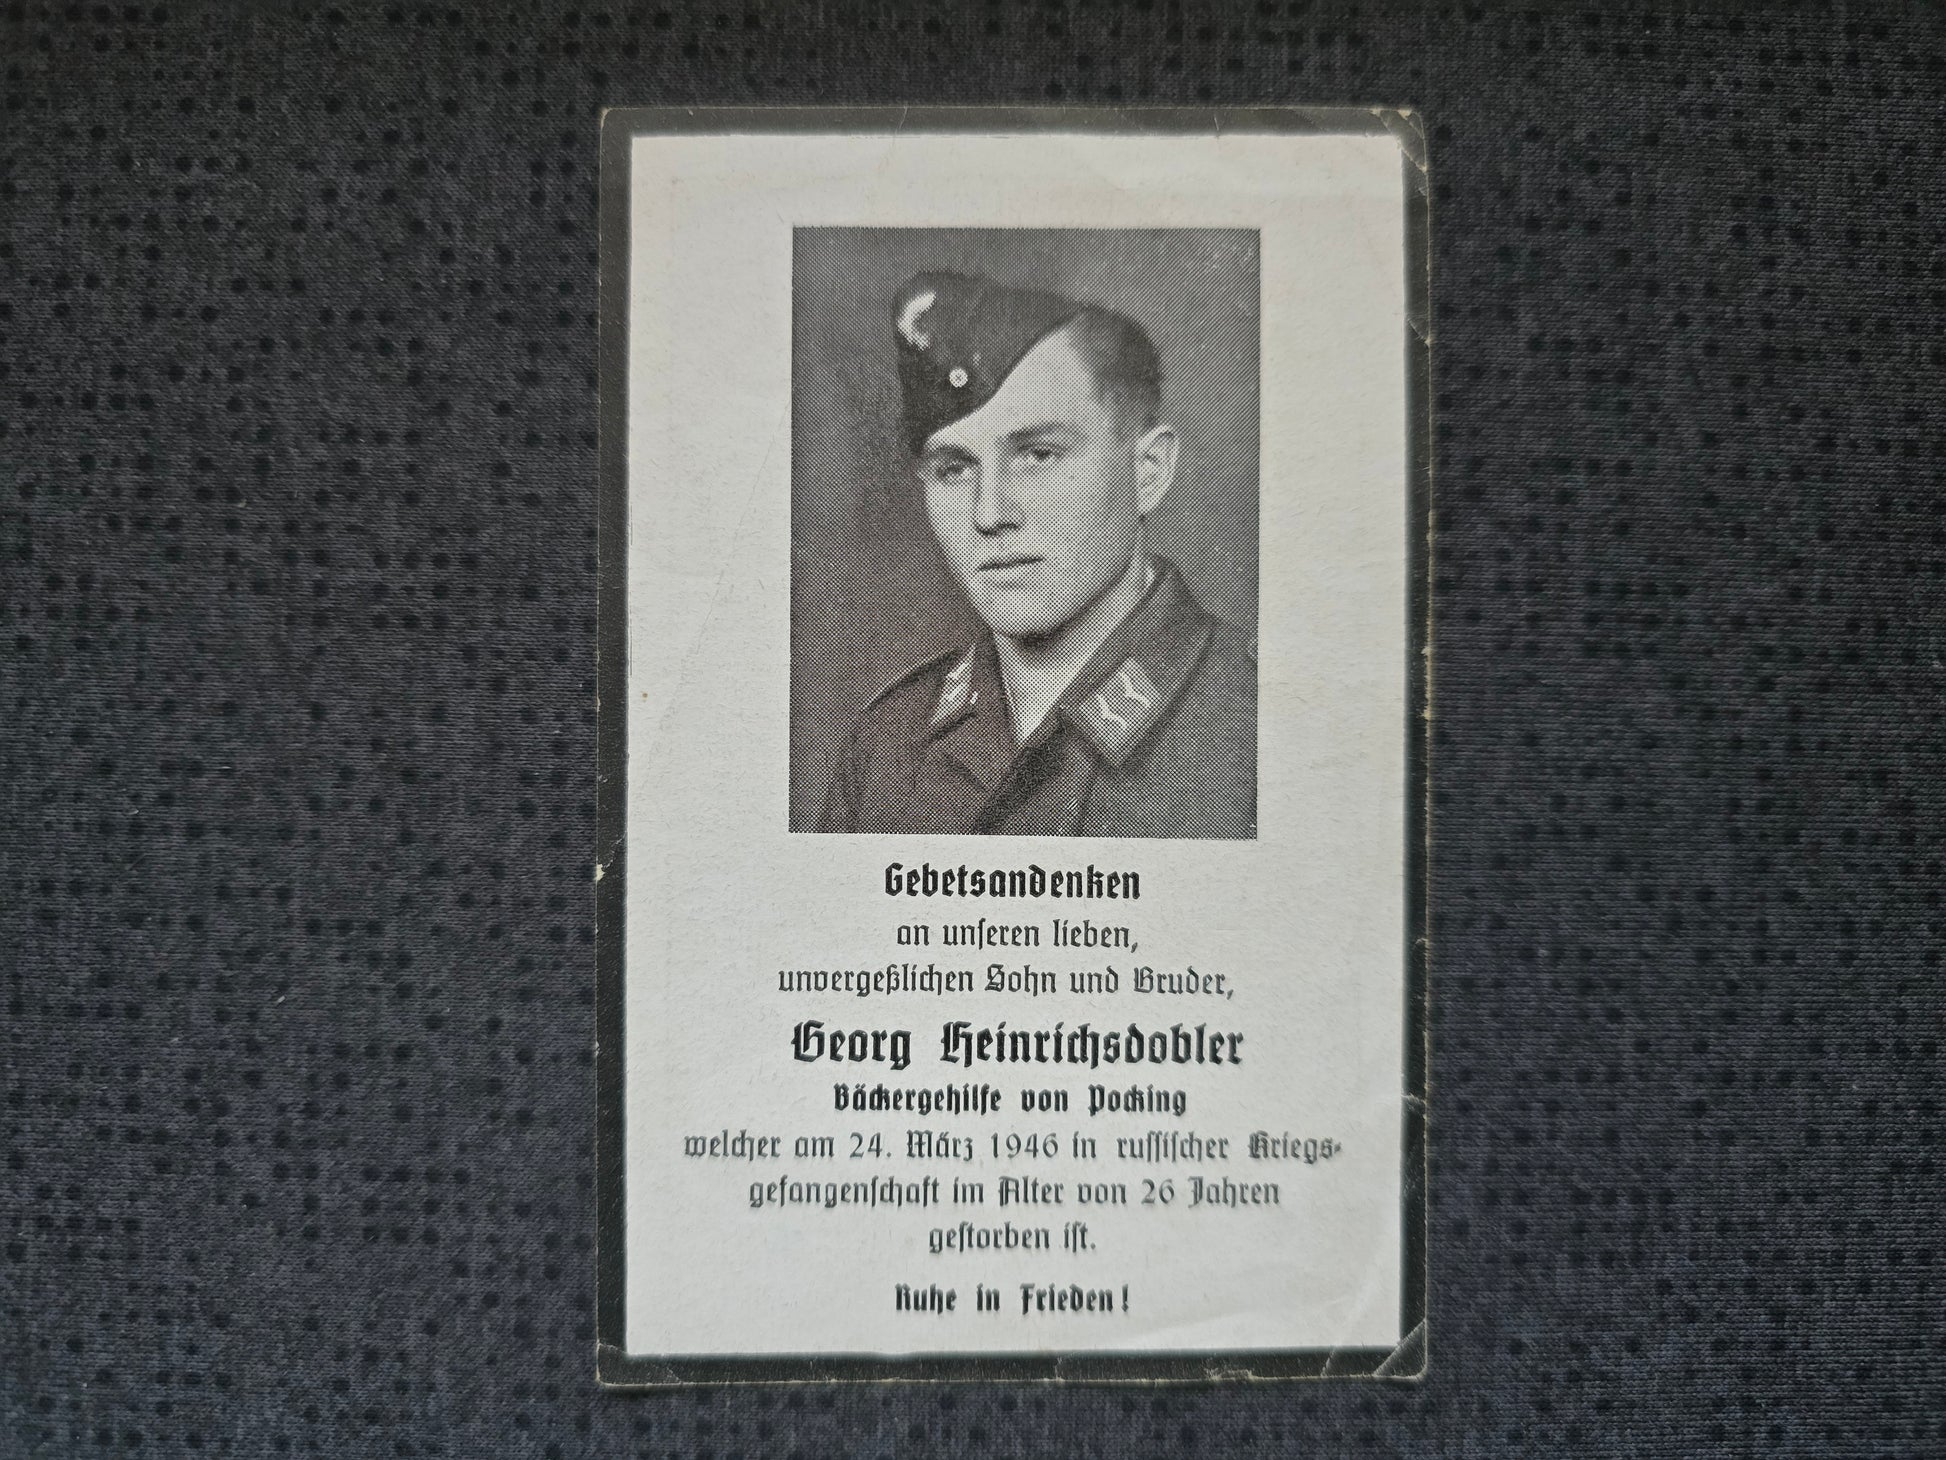 Gebetsandenken
an unseren lieben,
unvergeßlichen Sohn und Bruder,
Georg Heinrichsdobler
Bäckergehilfe von Pocking
welcher am 24. März 1946 in russischer Kriegs-
gefangenschaft im Alter von 26 Jahren
gestorben ist.
Ruhe in Frieden!